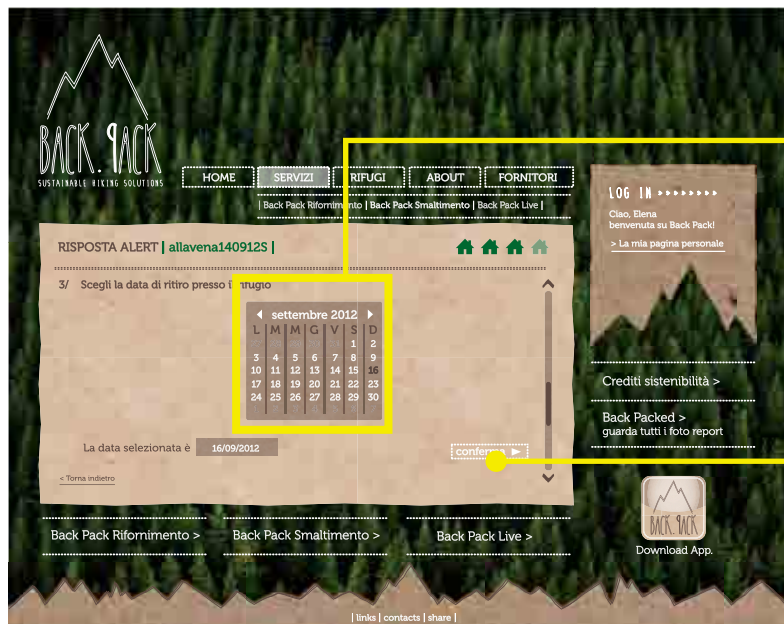 BACK.PACK
SUSTAINABLE HIKING SOLUTIONS
HOME SERVIZI RIFUGI ABOUT FORNITORI
| Back Pack Rifornimento | Back Pack Smaltimento | Back Pack Live |
LOG IN
Ciao, Elena
benvenuta su Back Pack!
> La mia pagina personale
RISPOSTA ALERT | allavena140912S |
3/ Scegli la data di ritiro presso il rifugio
settembre 2012
L M M G V S D
1 2
3 4 5 6 7 8 9
10 11 12 13 14 15 16
17 18 19 20 21 22 23
24 25 26 27 28 29 30
La data selezionata è 16/09/2012
conferma
< Torna indietro
Crediti sistenibilità >
Back Packed >
guarda tutti i foto report
BACK.PACK
Download App.
Back Pack Rifornimento > Back Pack Smaltimento > Back Pack Live >
| links | contacts | share |